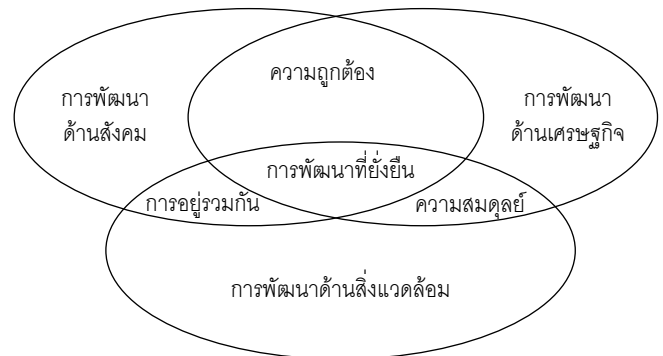 ความถูกต้อง
การพัฒนา
ด้านสังคม
การพัฒนา
ด้านเศรษฐกิจ
การพัฒนาที่ยั่งยืน
การอยู่รวมกัน
ความสมดุลย์
การพัฒนาด้านสิ่งแวดล้อม